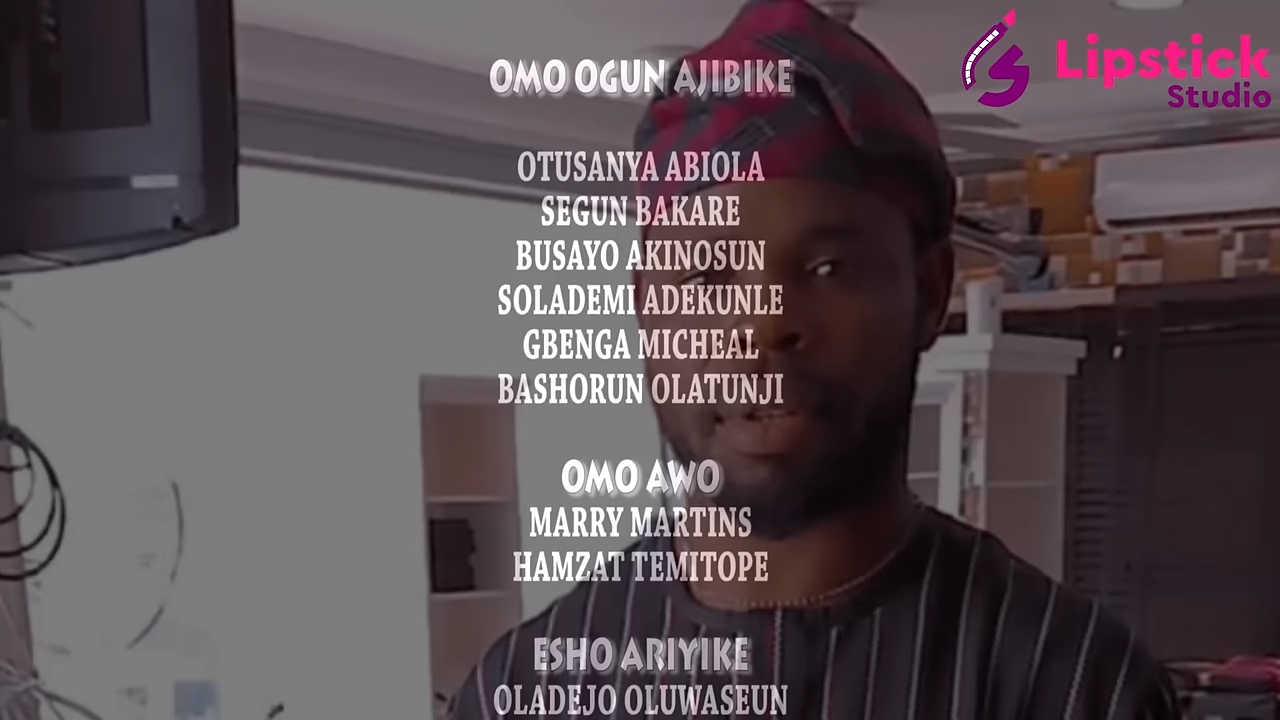 Lipstick
Studio
OMO OGUN AJIBIKE
OTUSANYA ABIOLA
SEGUN BAKARE
BUSAYO AKINOSUN
SOLADEMI ADEKUNLE
GBENGA MICHEAL
BASHORUN OLATUNJI
OMO AWO
MARRY MARTINS
HAMZAT TEMITOPE
ESHO ARIYIKE
OLADEJO OLUWASEUN